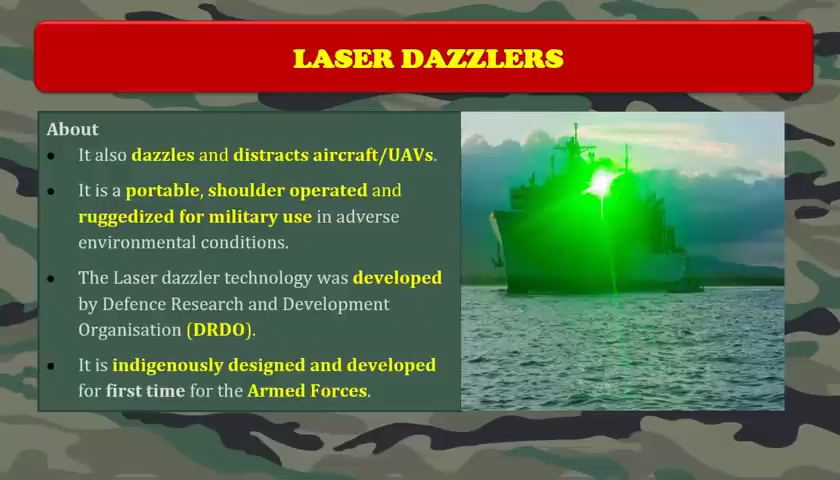 LASER DAZZLERS
About
It also dazzles and distracts aircraft/UAVs.
It is a portable, shoulder operated and
ruggedized for military use in adverse
environmental conditions.
The Laser dazzler technology was developed
by Defence Research and Development
Organisation (DRDO).
It is indigenously designed and developed
for first time for the Armed Forces.